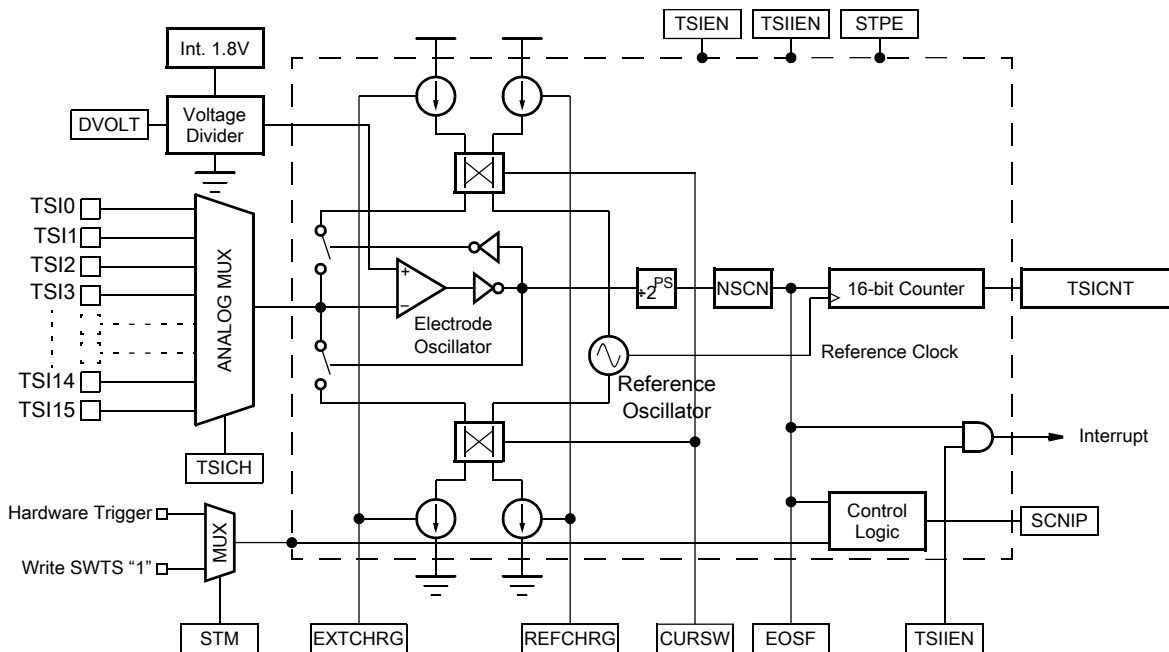 TSIEN
TSIIEN
STPE
Int. 1.8V
DVOLT
Voltage
Divider
TSI0
TSI1
TSI2
TSI3
TSI14
TSI15
ANALOG MUX
+
−
Electrode
Oscillator
÷2^PS
NSCN
16-bit Counter
TSICNT
Reference Clock
Reference
Oscillator
TSICH
Interrupt
Hardware Trigger
Write SWTS “1”
MUX
Control
Logic
SCNIP
STM
EXTCHRG
REFCHRG
CURSW
EOSF
TSIIEN